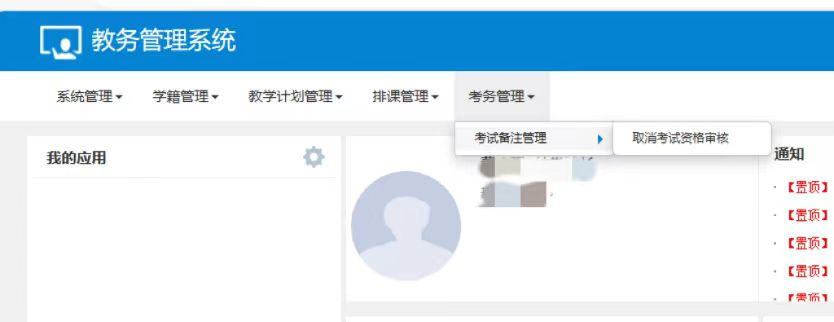 教务管理系统
系统管理 学籍管理 教学计划管理 排课管理 考务管理
考试备注管理 取消考试资格审核
我的应用
通知
· 【置顶】
· 【置顶】
· 【置顶】
· 【置顶】
· 【置顶】